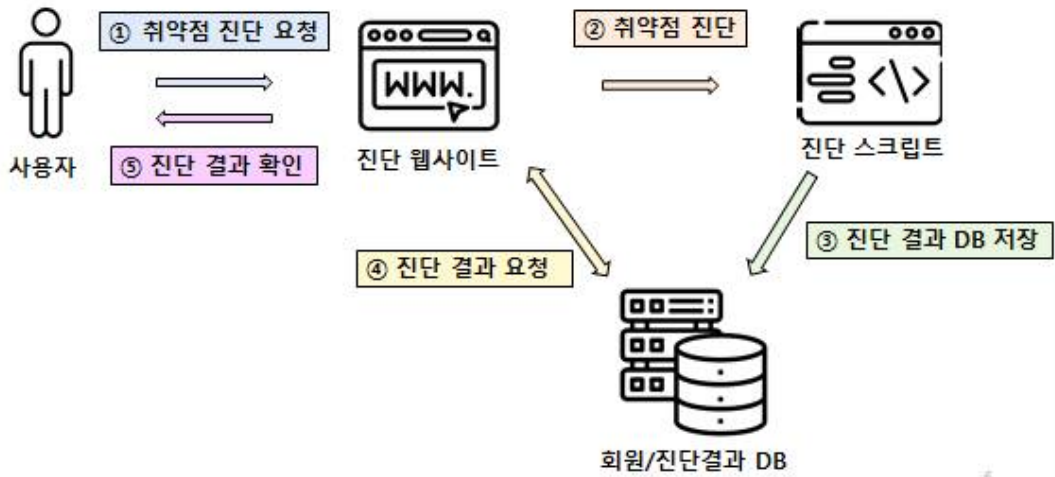 ① 취약점 진단 요청
② 취약점 진단
WWW.
사용자
⑤ 진단 결과 확인
진단 웹사이트
진단 스크립트
③ 진단 결과 DB 저장
④ 진단 결과 요청
회원/진단결과 DB